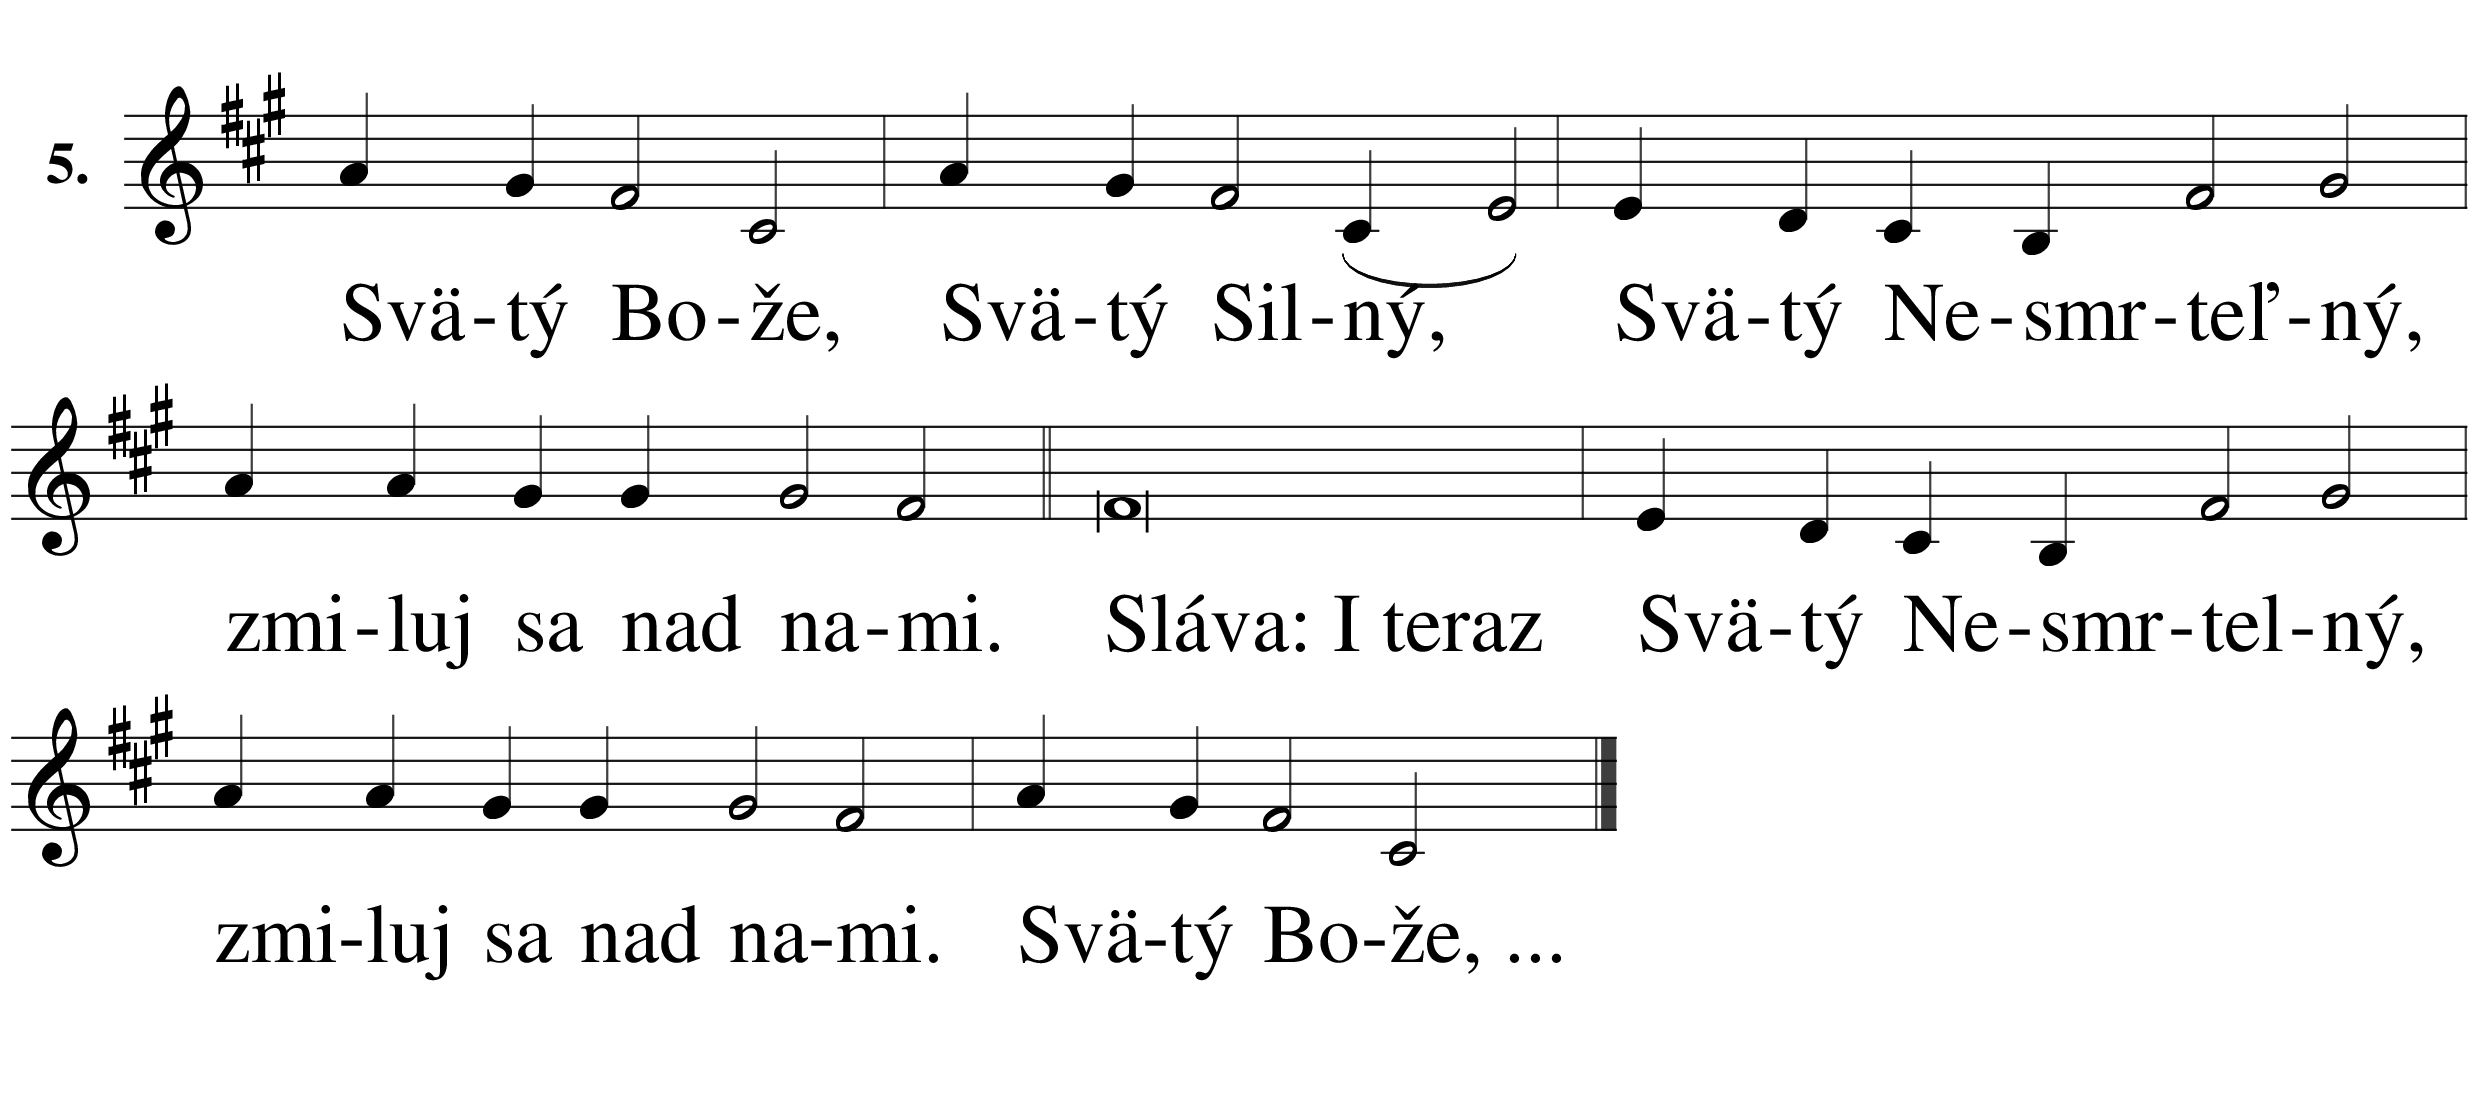 5.
Svä-tý Bo-že, Svä-tý Sil-ný, Svä-tý Ne-smr-teľ-ný,
zmi-luj sa nad na-mi. Sláva: I teraz Svä-tý Ne-smr-tel-ný,
zmi-luj sa nad na-mi. Svä-tý Bo-že, ...